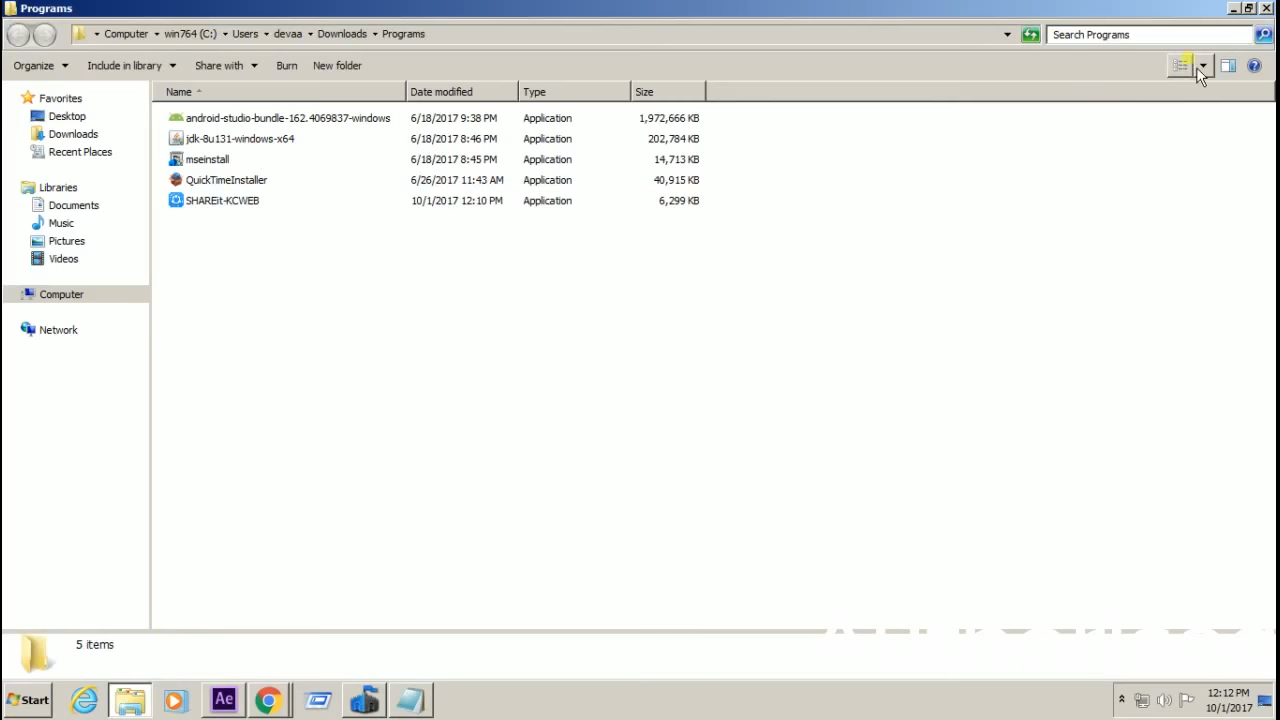 Programs
Computer win764 (C:) Users devaa Downloads Programs
Search Programs
Organize Include in library Share with Burn New folder
Favorites
Desktop
Downloads
Recent Places
Libraries
Documents
Music
Pictures
Videos
Computer
Network
Name Date modified Type Size
android-studio-bundle-162.4069837-windows 6/18/2017 9:38 PM Application 1,972,666 KB
jdk-8u131-windows-x64 6/18/2017 8:46 PM Application 202,784 KB
mseinstall 6/18/2017 8:45 PM Application 14,713 KB
QuickTimeInstaller 6/26/2017 11:43 AM Application 40,915 KB
SHAREit-KCWEB 10/1/2017 12:10 PM Application 6,299 KB
5 items
Start
Ae
12:12 PM
10/1/2017